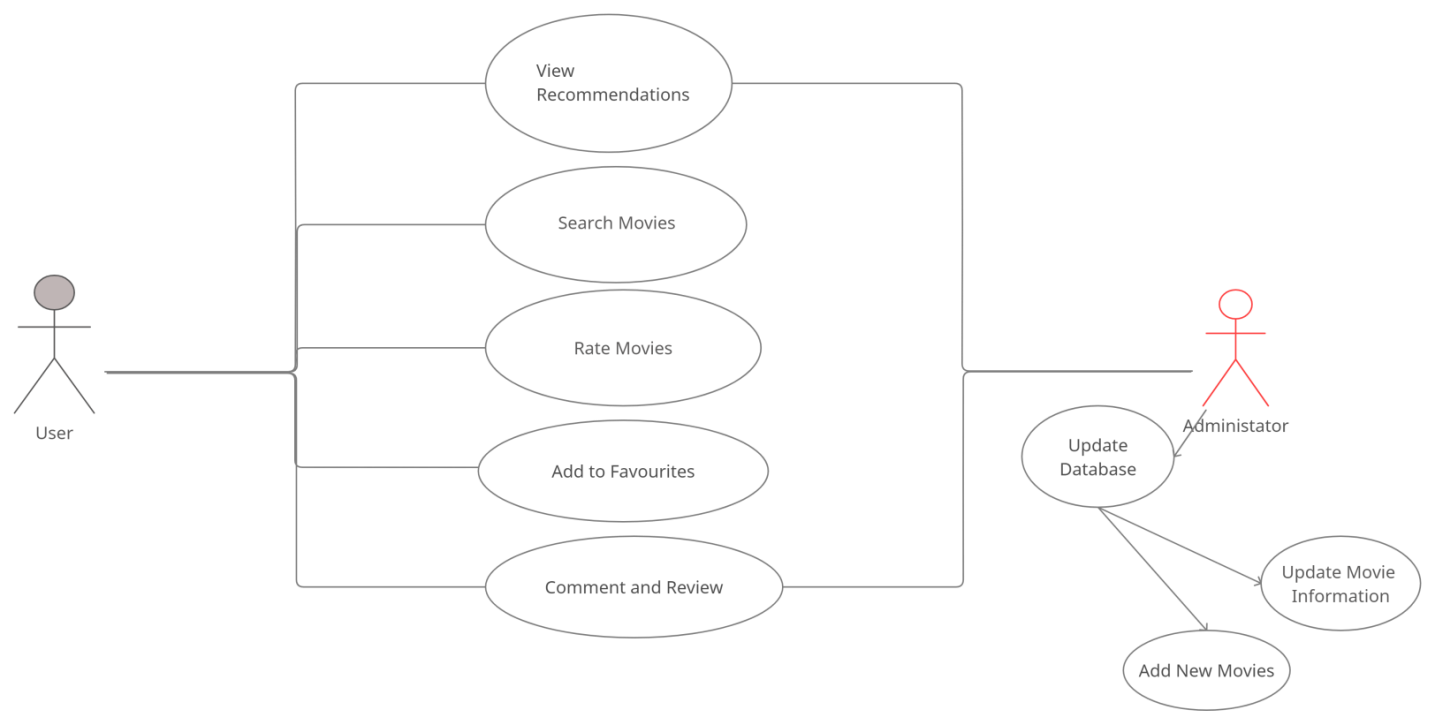 View
Recommendations
Search Movies
Rate Movies
User
Add to Favourites
Administator
Update
Database
Comment and Review
Update Movie
Information
Add New Movies